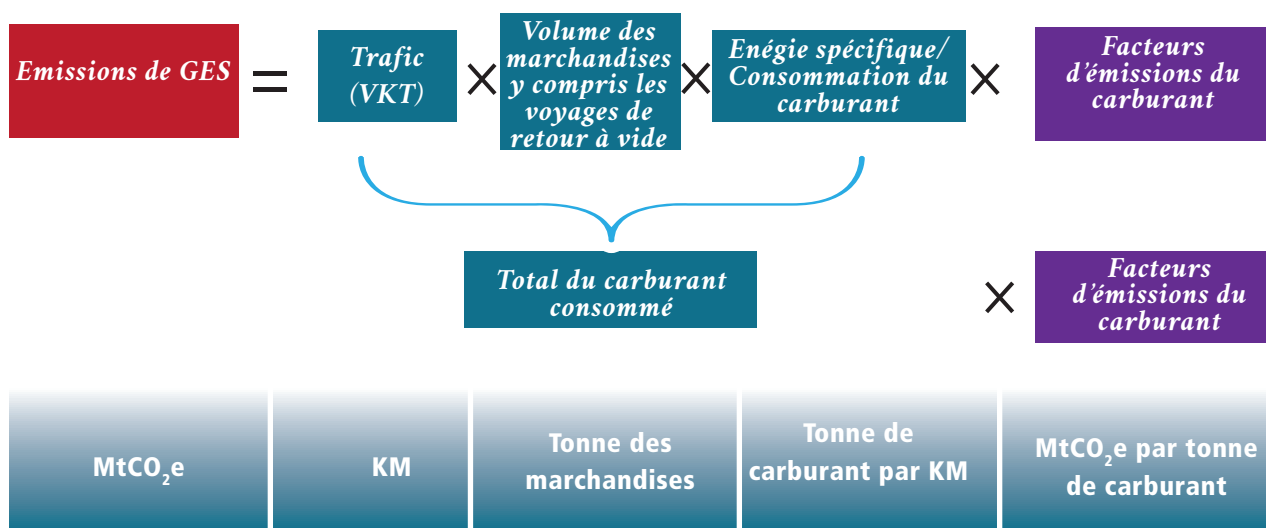 Emissions de GES
=
Trafic
(VKT)
×
Volume des
marchandises
y compris les
voyages de
retour à vide
×
Enégie spécifique/
Consommation du
carburant
×
Facteurs
d'émissions du
carburant
Total du carburant
consommé
×
Facteurs
d'émissions du
carburant
MtCO₂e
KM
Tonne des
marchandises
Tonne de
carburant par KM
MtCO₂e par tonne
de carburant